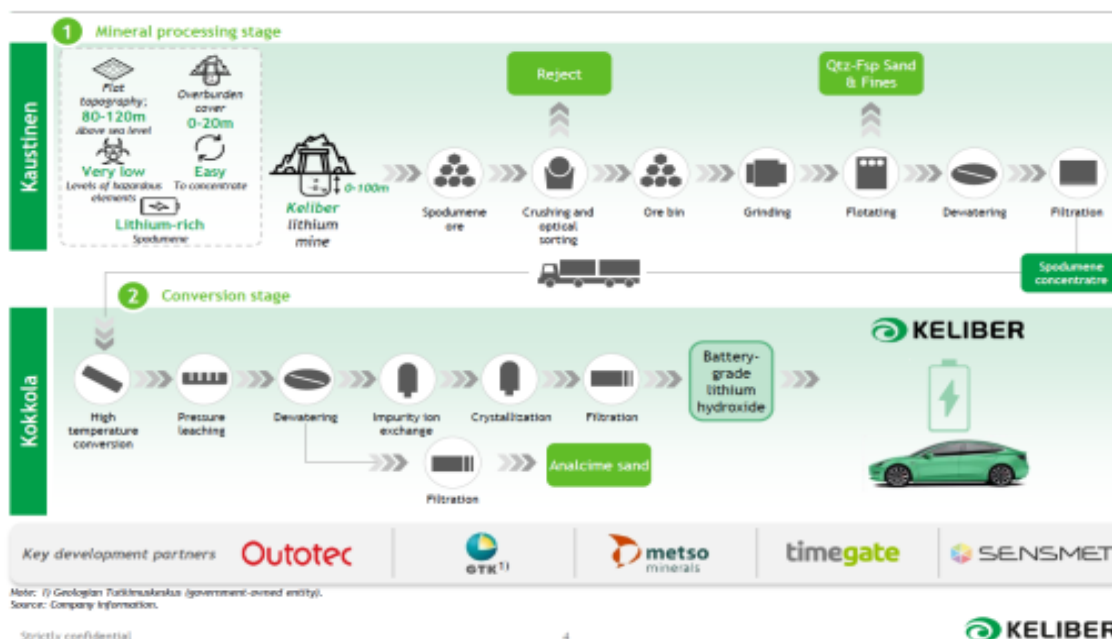 1 Mineral processing stage
Kaustinen
Flat
topography;
80-120m
Above sea level
Overburden
cover
0-20m
Very low
Levels of hazardous
elements
Easy
To concentrate
Lithium-rich
Spodumene
0-100m
Keliber
lithium
mine
Spodumene
ore
Reject
Crushing and
optical
sorting
Ore bin
Grinding
Qtz-Fsp Sand
& Fines
Flotating
Dewatering
Filtration
Spodumene
concentratre
2 Conversion stage
Kokkola
High
temperature
conversion
Pressure
leaching
Dewatering
Impurity ion
exchange
Crystallization
Filtration
Battery-
grade
lithium
hydroxide
KELIBER
Filtration
Analcime sand
Key development partners
Outotec
GTK1)
metso
minerals
timegate
SENSMET
Note: 1) Geologian Tutkimuskeskus (government-owned entity).
Source: Company Information.
Strictly confidential
4
KELIBER